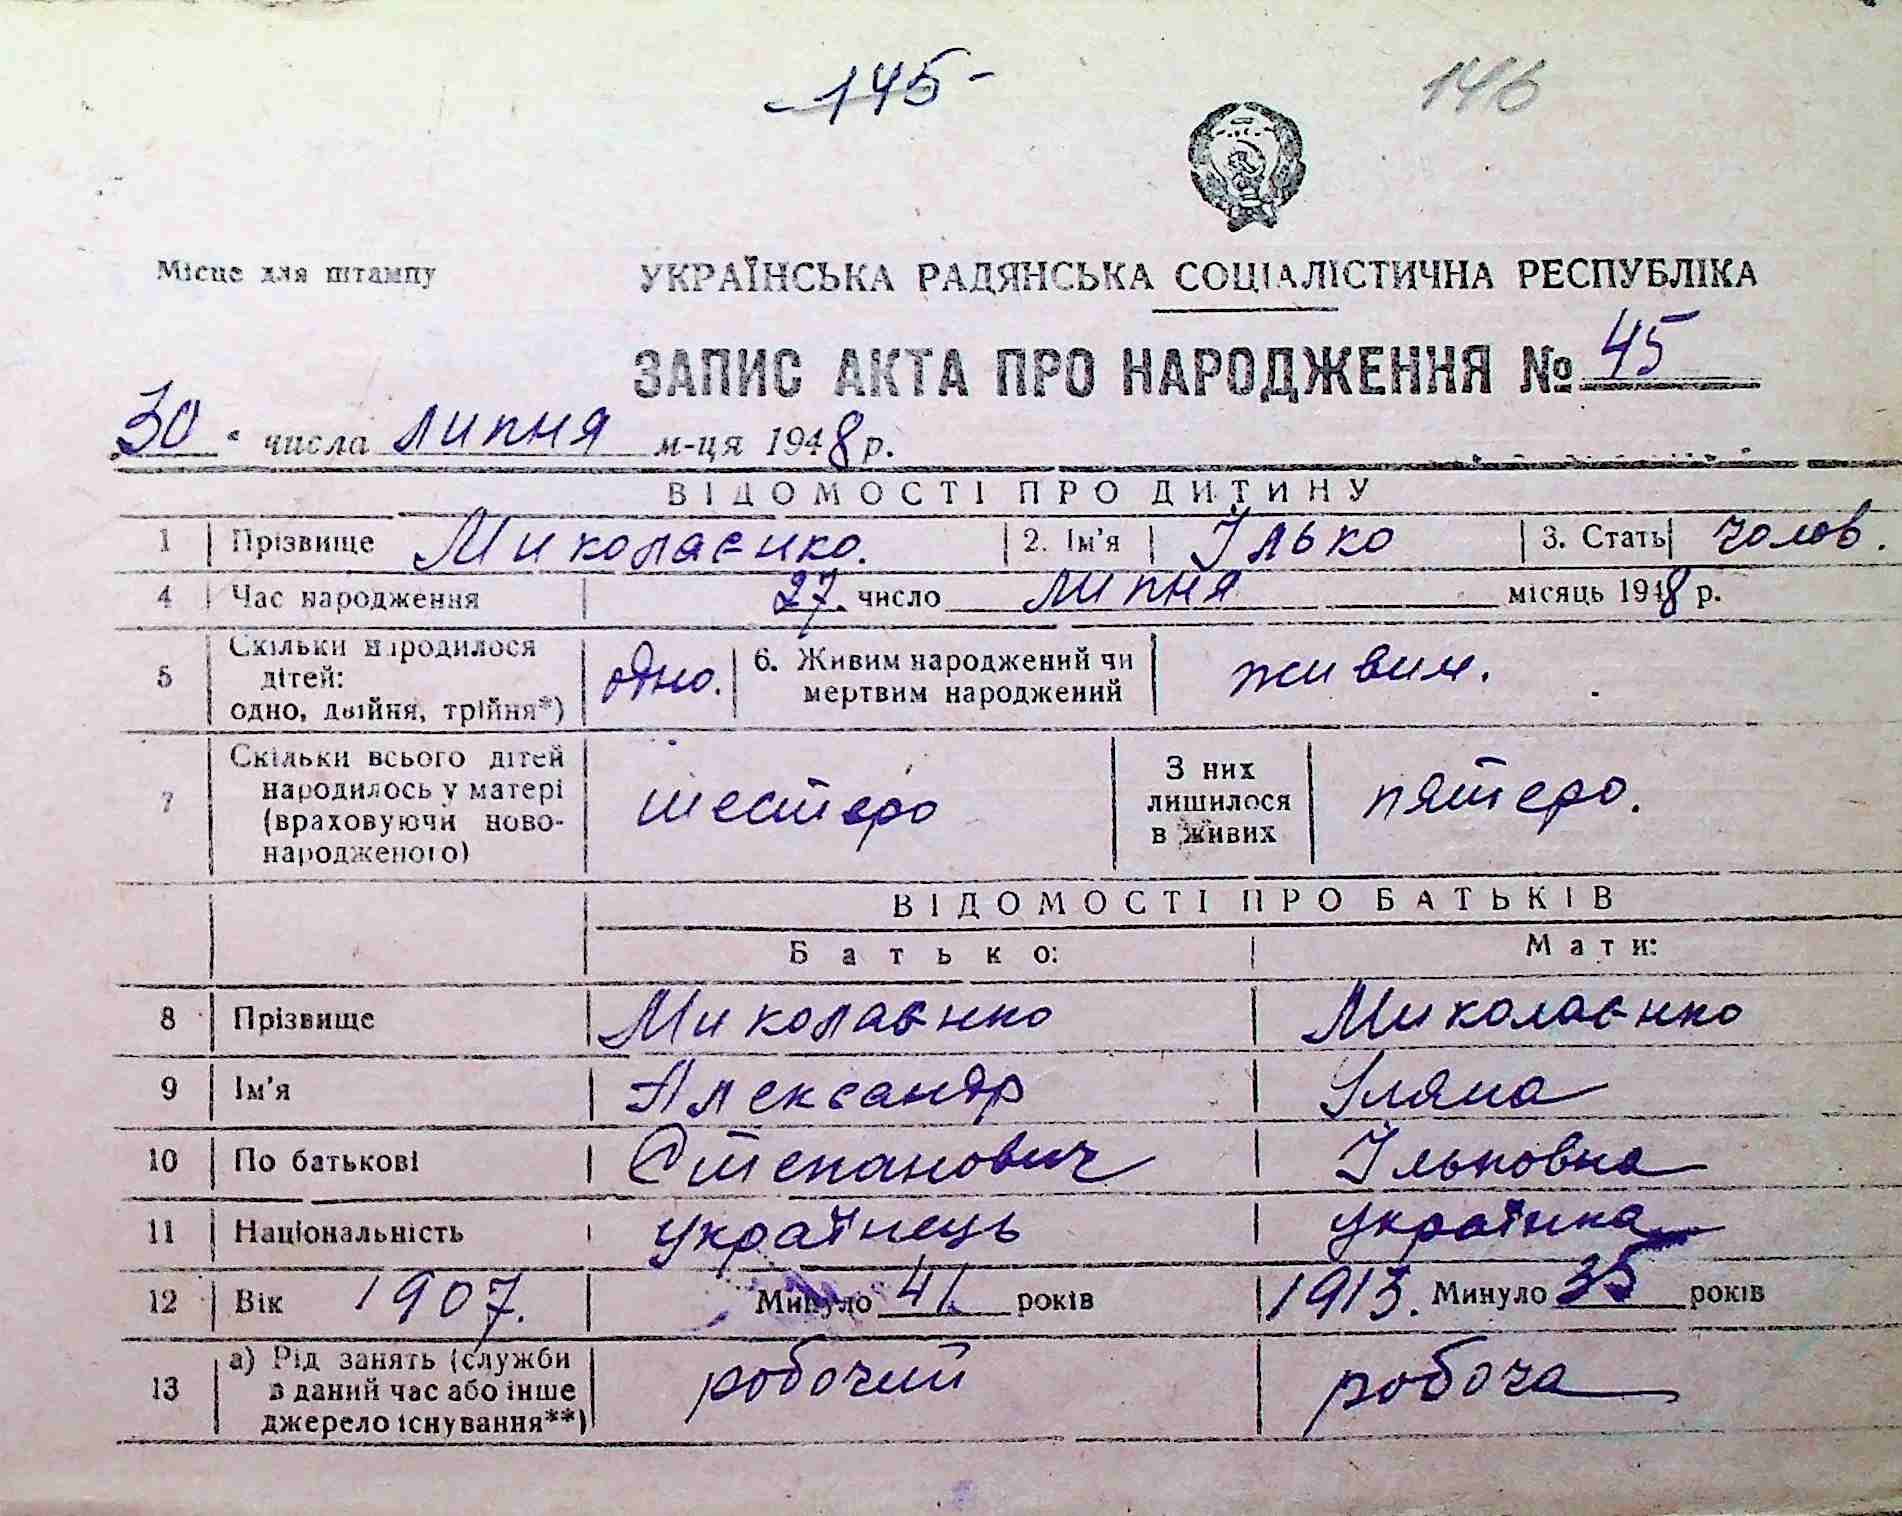 -145-
146
Місце для штампу
УКРАЇНСЬКА РАДЯНСЬКА СОЦІАЛІСТИЧНА РЕСПУБЛІКА
ЗАПИС АКТА ПРО НАРОДЖЕННЯ № 45
30 " числа липня м-ця 1948 р.
ВІДОМОСТІ ПРО ДИТИНУ
1 Прізвище Миколаєнко. 2. Ім'я Ілько 3. Стать чолов.
4 Час народження 27. число липня місяць 1948 р.
5 Скільки народилося дітей: одно, двійня, трійня*) одно. 6. Живим народжений чи мертвим народжений живим.
7 Скільки всього дітей народилось у матері (враховуючи ново-народженого) шестеро З них лишилося в живих пятеро.
ВІДОМОСТІ ПРО БАТЬКІВ
Батько: Мати:
8 Прізвище Миколаєнко Миколаєнко
9 Ім'я Александр Уляна
10 По батькові Степанович Ільковна
11 Національність українець українка
12 Вік 1907. Минуло 41. років 1913. Минуло 35 років
13 а) Рід занять (служби в даний час або інше джерело існування**) робочий робоча